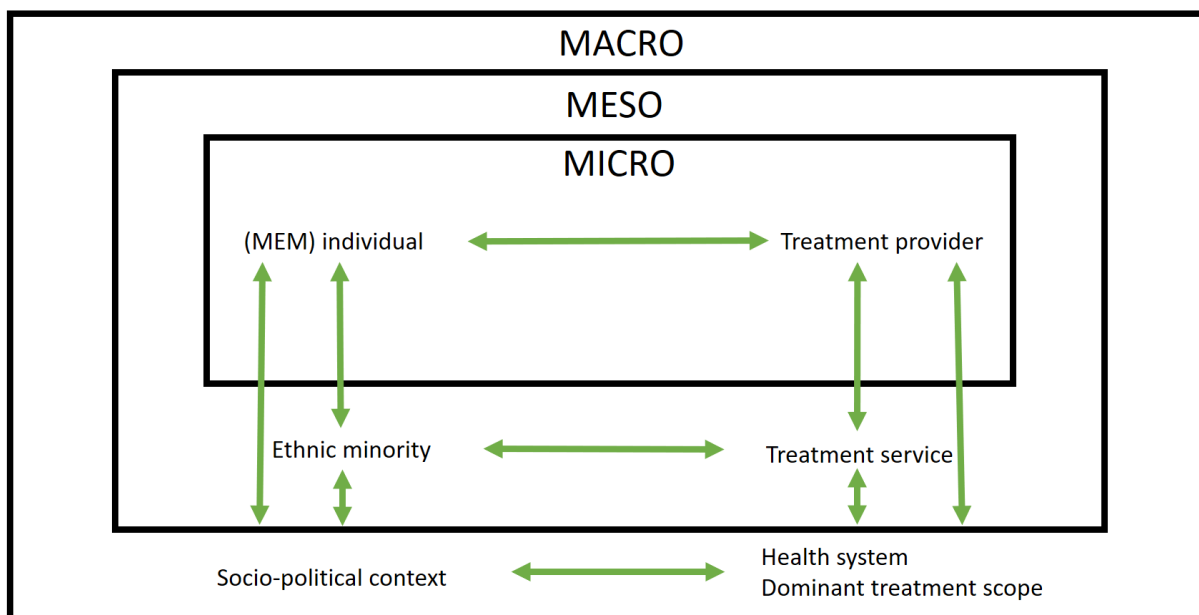 MACRO
MESO
MICRO
(MEM) individual
Treatment provider
Ethnic minority
Treatment service
Socio-political context
Health system
Dominant treatment scope